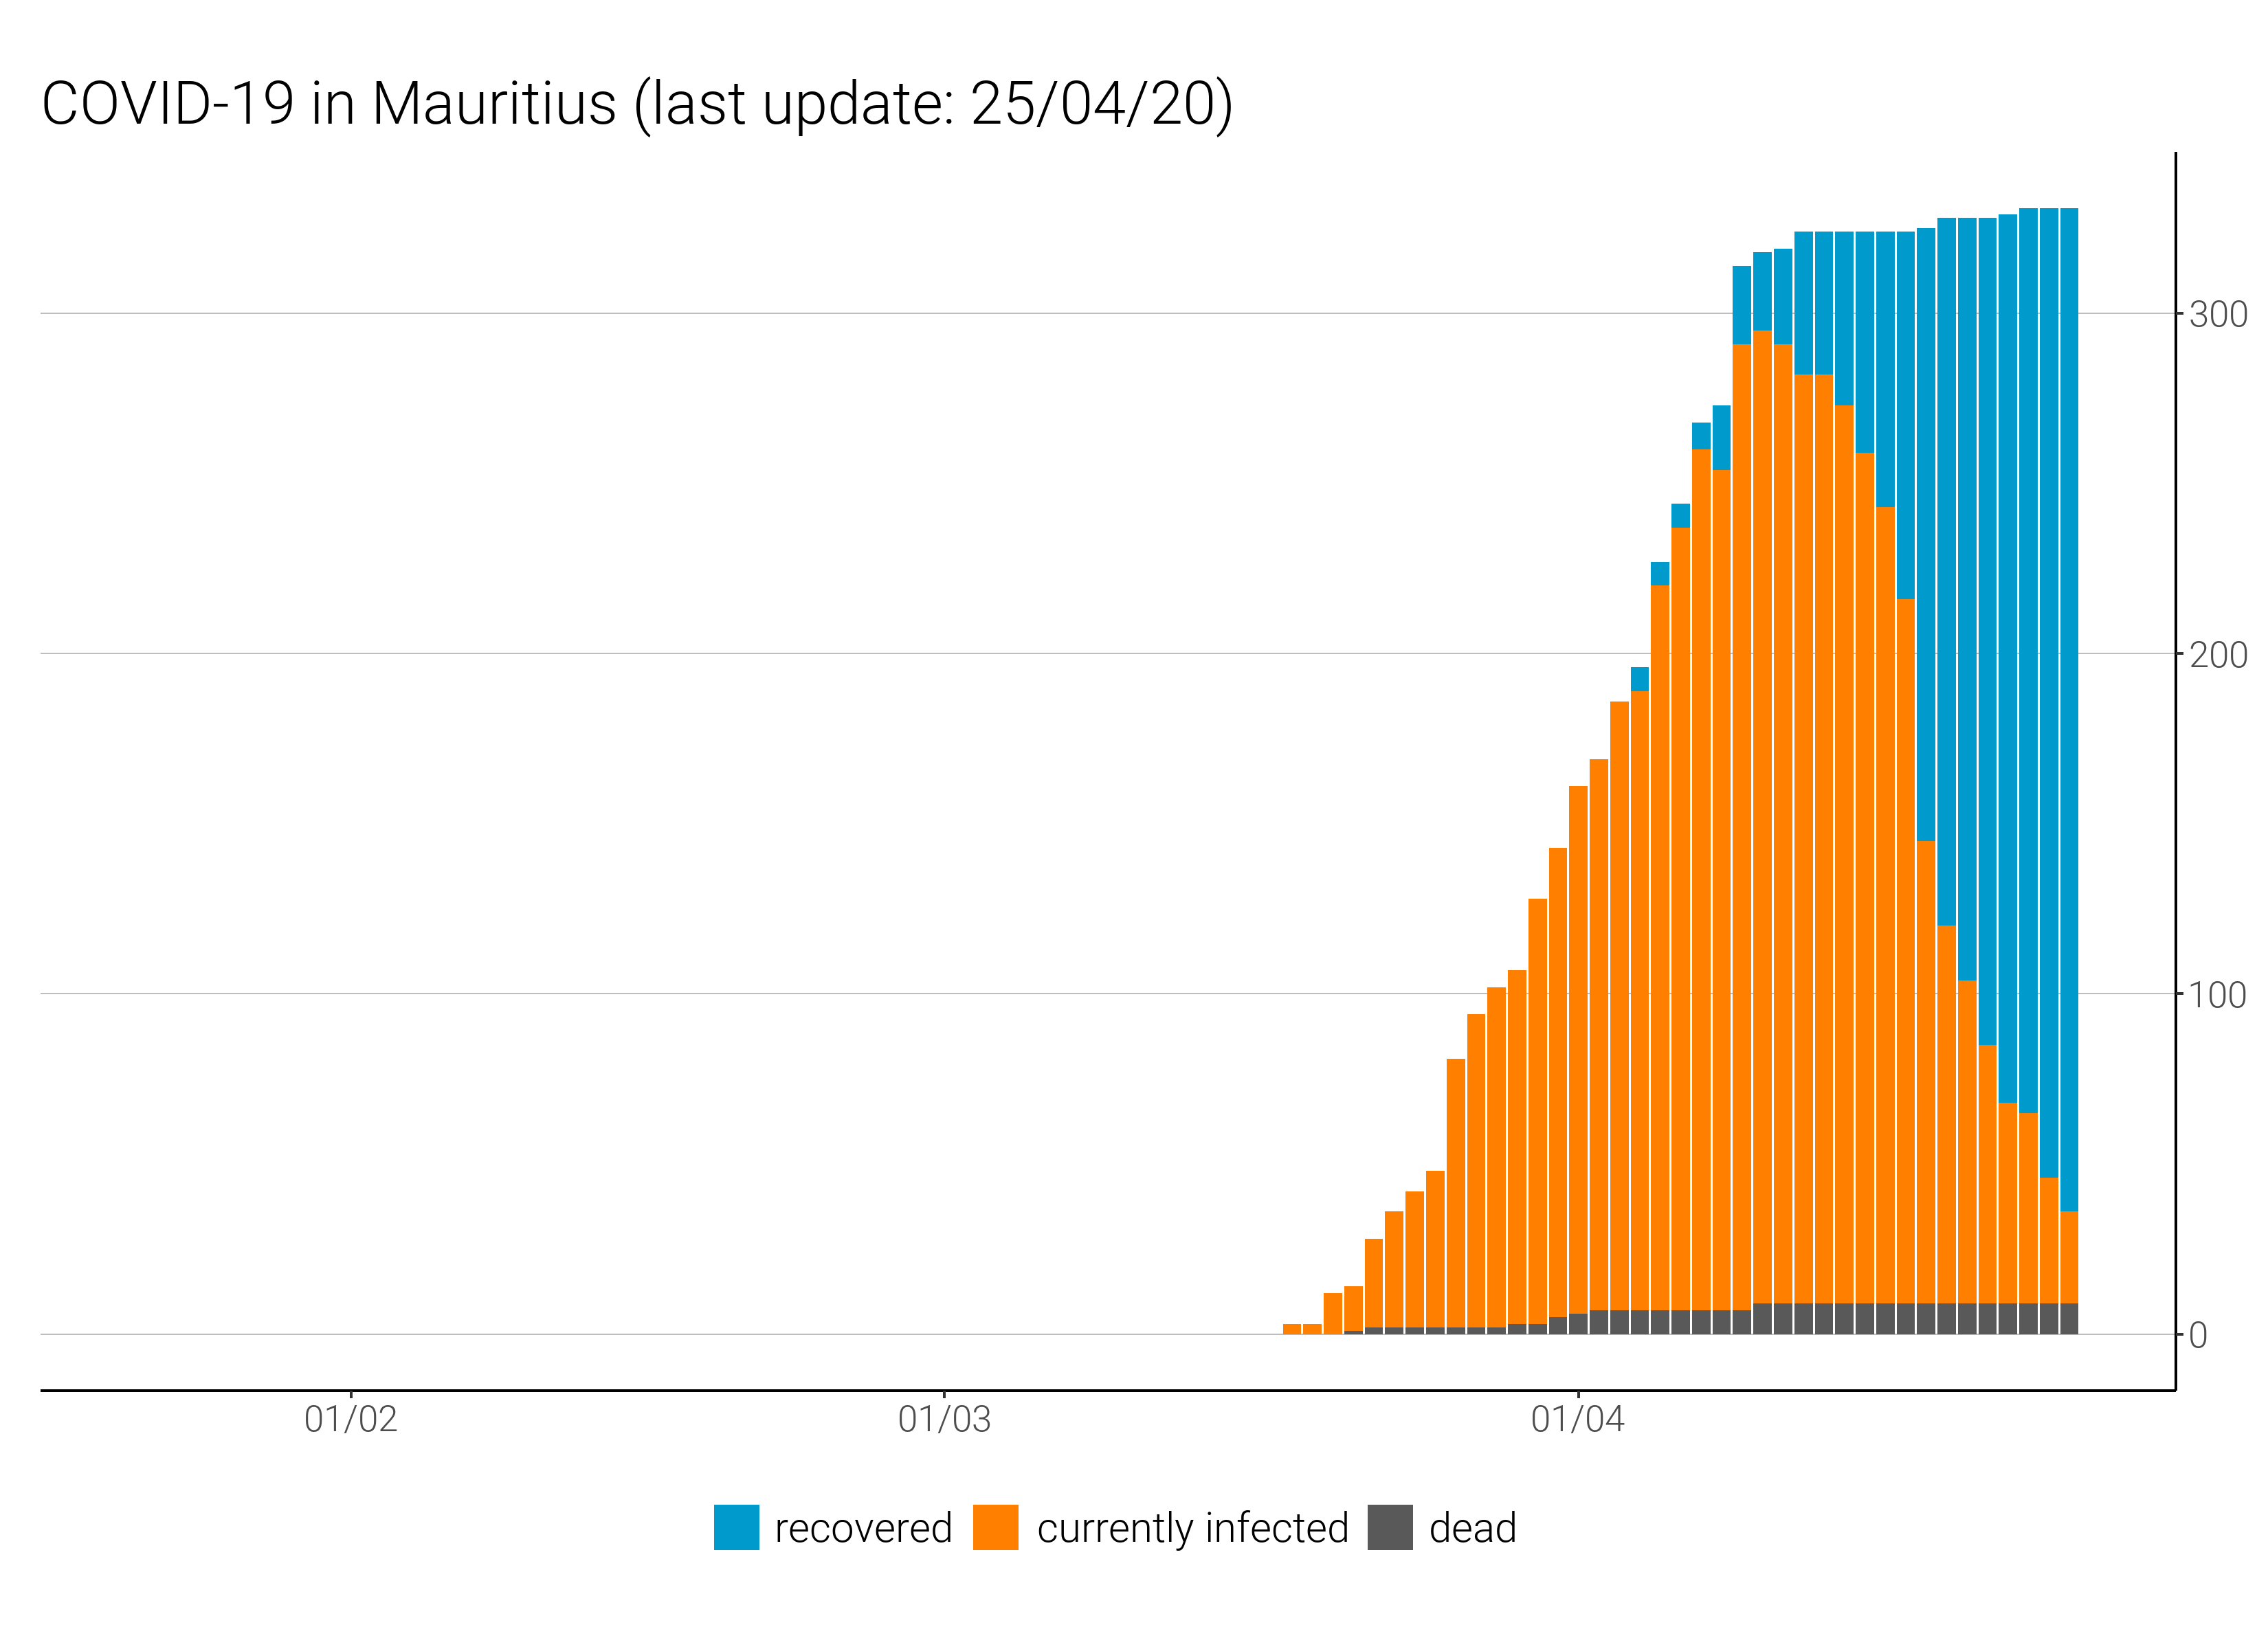 COVID-19 in Mauritius (last update: 25/04/20)
300
200
100
0
01/02 01/03 01/04
recovered currently infected dead